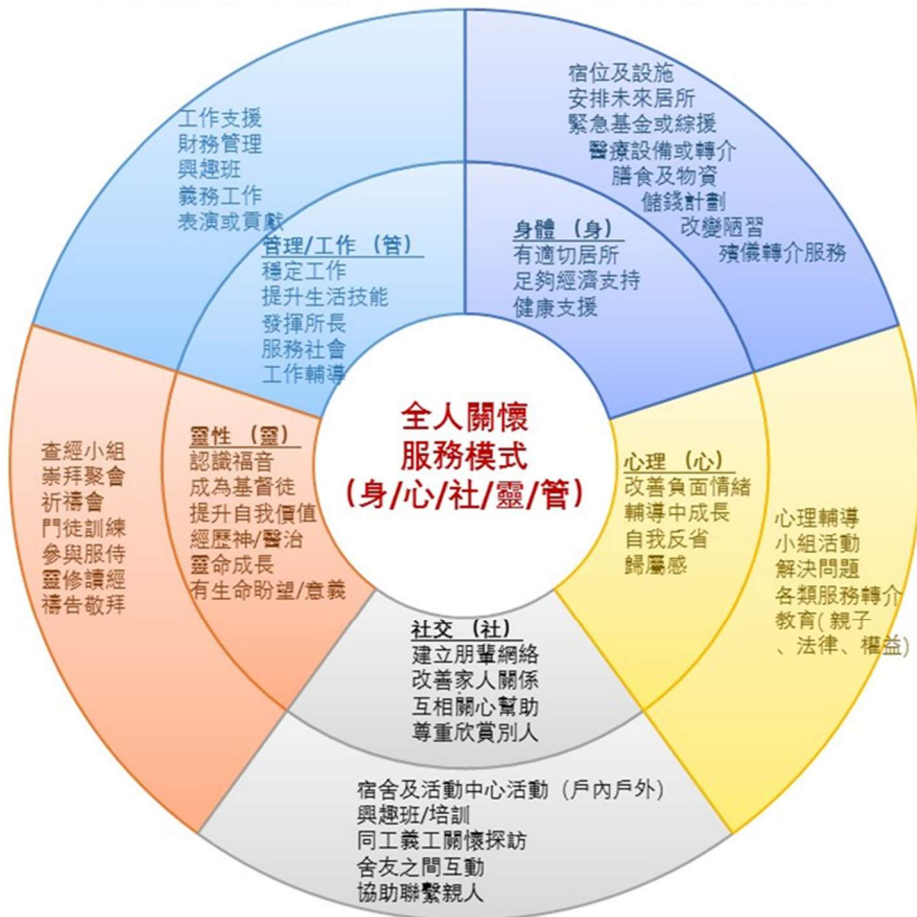 全人關懷
服務模式
（身/心/社/靈/管）
宿位及設施
安排未來居所
緊急基金或綜援
醫療設備或轉介
膳食及物資
儲錢計劃
改變陋習
殯儀轉介服務
身體 （身）
有適切居所
足夠經濟支持
健康支援
心理 （心）
改善負面情緒
輔導中成長
自我反省
歸屬感
心理輔導
小組活動
解決問題
各類服務轉介
教育( 親子
、法律、權益)
社交 （社）
建立朋輩網絡
改善家人關係
互相關心幫助
尊重欣賞別人
宿舍及活動中心活動（戶內戶外）
興趣班/培訓
同工義工關懷探訪
舍友之間互動
協助聯繫親人
靈性 （靈）
認識福音
成為基督徒
提升自我價值
經歷神/醫治
靈命成長
有生命盼望/意義
查經小組
崇拜聚會
祈禱會
門徒訓練
參與服侍
靈修讀經
禱告敬拜
管理/工作 （管）
穩定工作
提升生活技能
發揮所長
服務社會
工作輔導
工作支援
財務管理
興趣班
義務工作
表演或貢獻